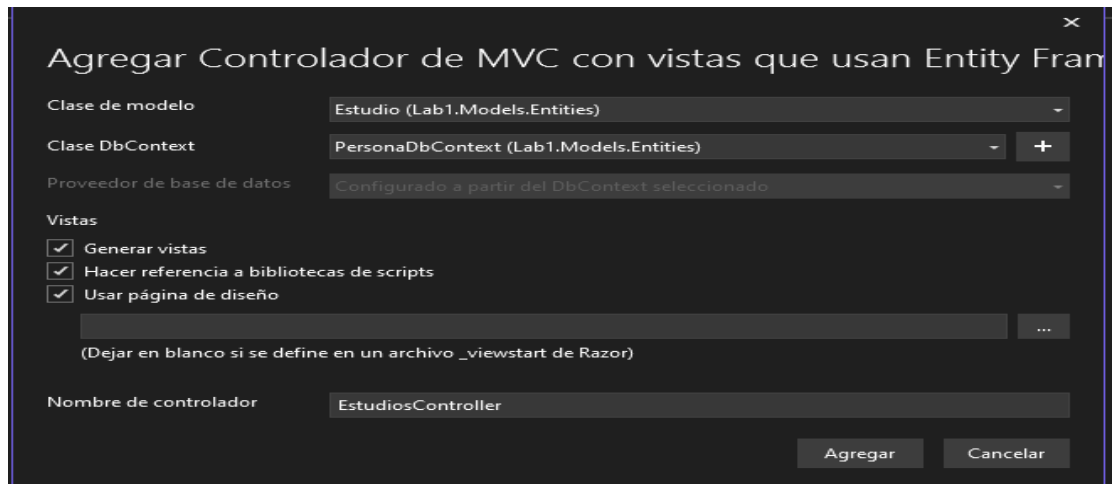 Agregar Controlador de MVC con vistas que usan Entity Fram
Clase de modelo
Estudio (Lab1.Models.Entities)
Clase DbContext
PersonaDbContext (Lab1.Models.Entities)
+
Proveedor de base de datos
Configurado a partir del DbContext seleccionado
Vistas
Generar vistas
Hacer referencia a bibliotecas de scripts
Usar página de diseño
...
(Dejar en blanco si se define en un archivo _viewstart de Razor)
Nombre de controlador
EstudiosController
Agregar
Cancelar